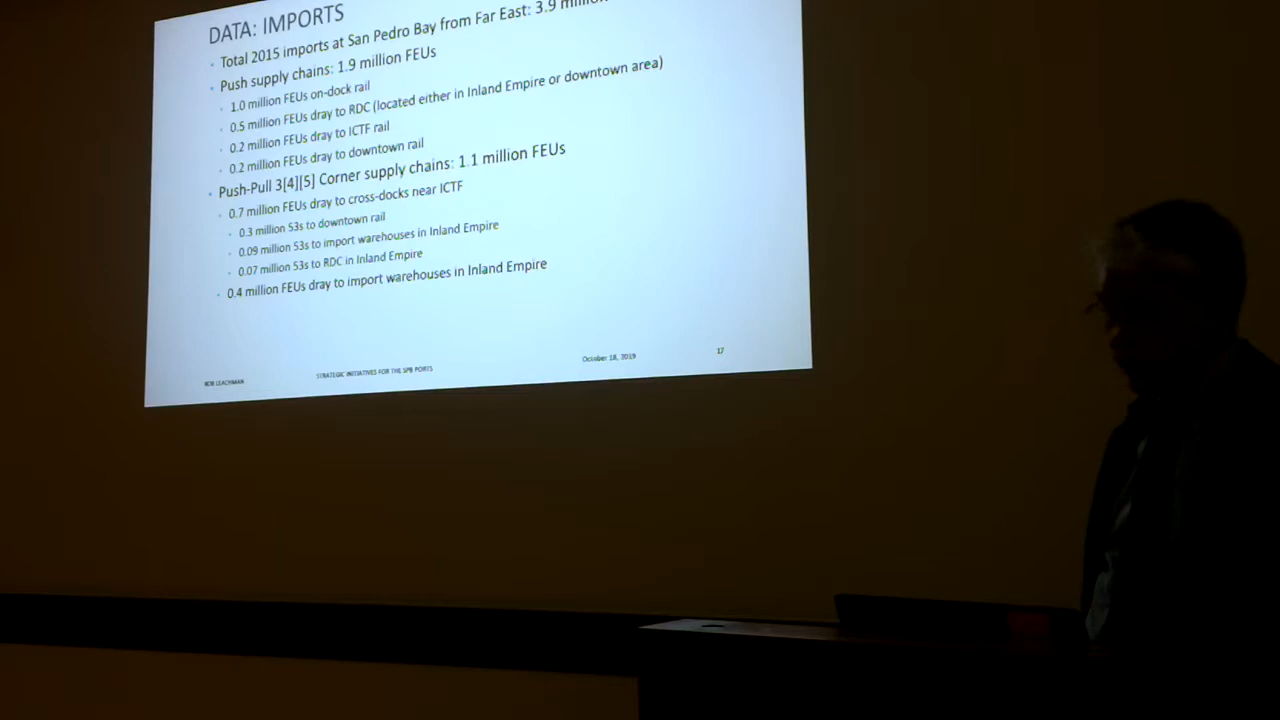 DATA: IMPORTS
Total 2015 imports at San Pedro Bay from Far East: 3.9 million
Push supply chains: 1.9 million FEUs
1.0 million FEUs on-dock rail
0.5 million FEUs dray to RDC (located either in Inland Empire or downtown area)
0.2 million FEUs dray to ICTF rail
0.2 million FEUs dray to downtown rail
Push-Pull 3[4][5] Corner supply chains: 1.1 million FEUs
0.7 million FEUs dray to cross-docks near ICTF
0.3 million 53s to downtown rail
0.09 million 53s to import warehouses in Inland Empire
0.07 million 53s to RDC in Inland Empire
0.4 million FEUs dray to import warehouses in Inland Empire
BOB LEACHMAN
STRATEGIC INITIATIVES FOR THE SPB PORTS
October 18, 2019
17